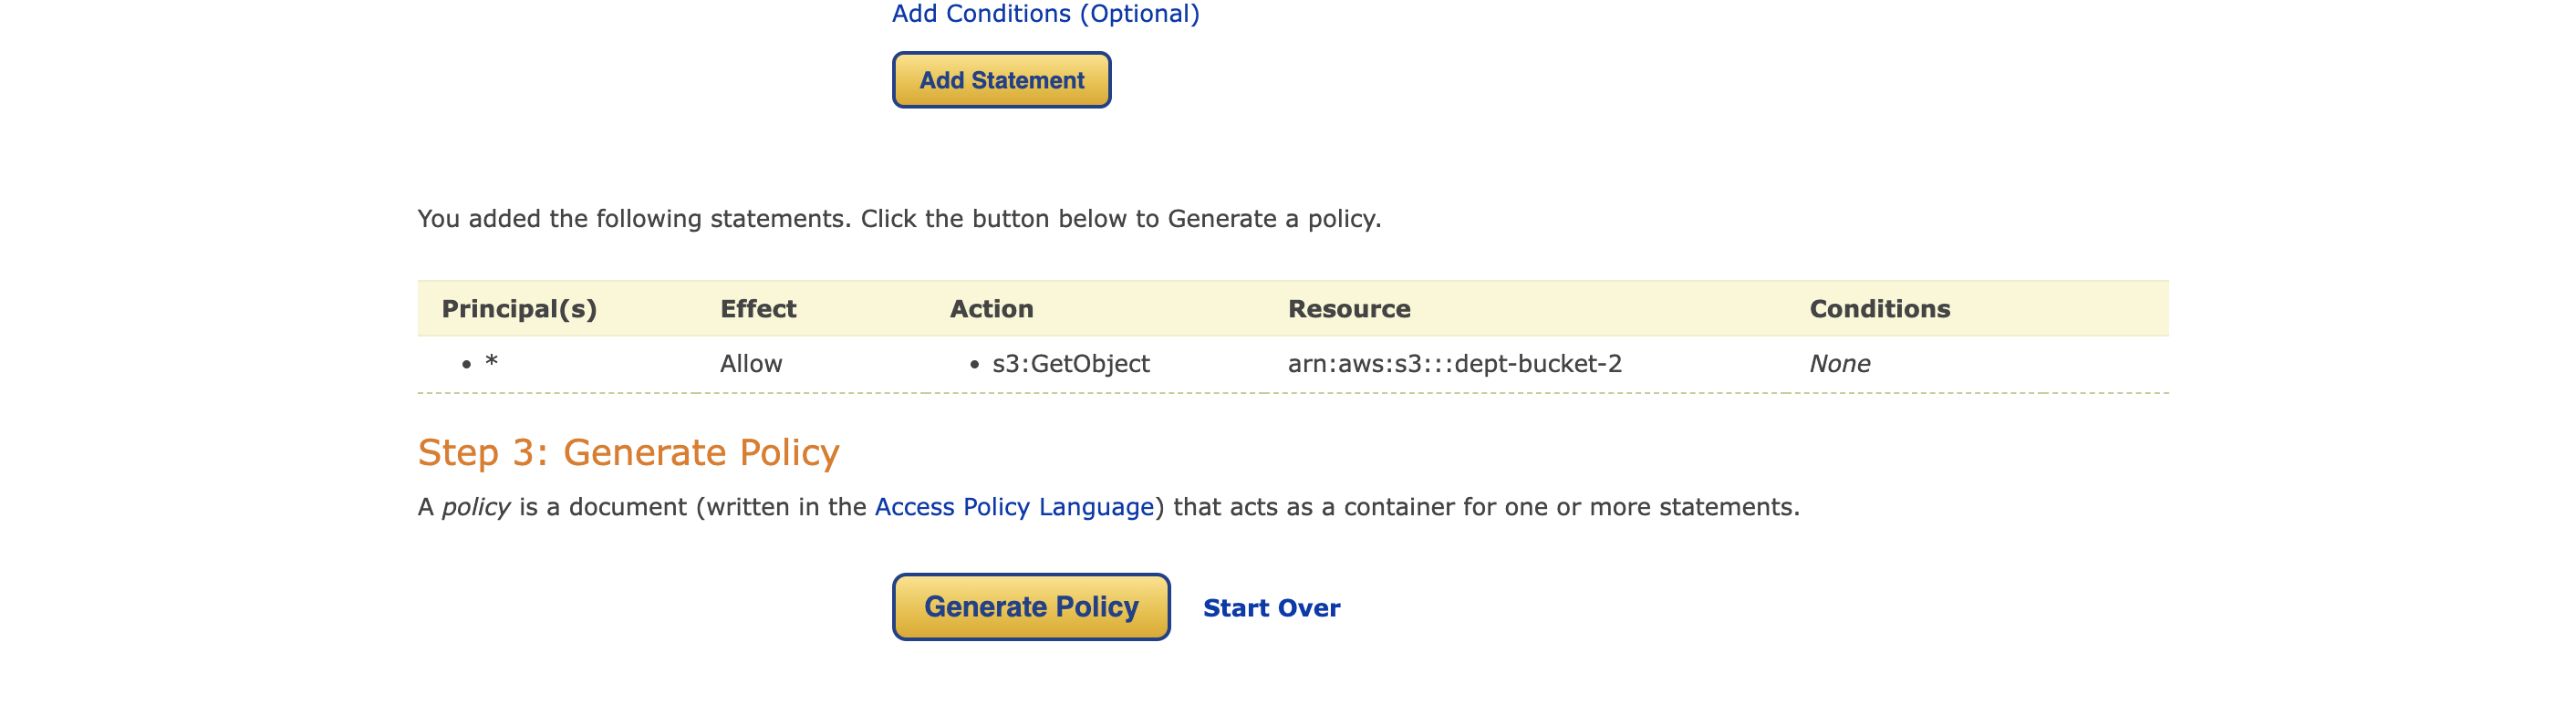 Add Conditions (Optional)
Add Statement
You added the following statements. Click the button below to Generate a policy.
Principal(s) Effect Action Resource Conditions
• * Allow • s3:GetObject arn:aws:s3:::dept-bucket-2 None
Step 3: Generate Policy
A policy is a document (written in the Access Policy Language) that acts as a container for one or more statements.
Generate Policy Start Over